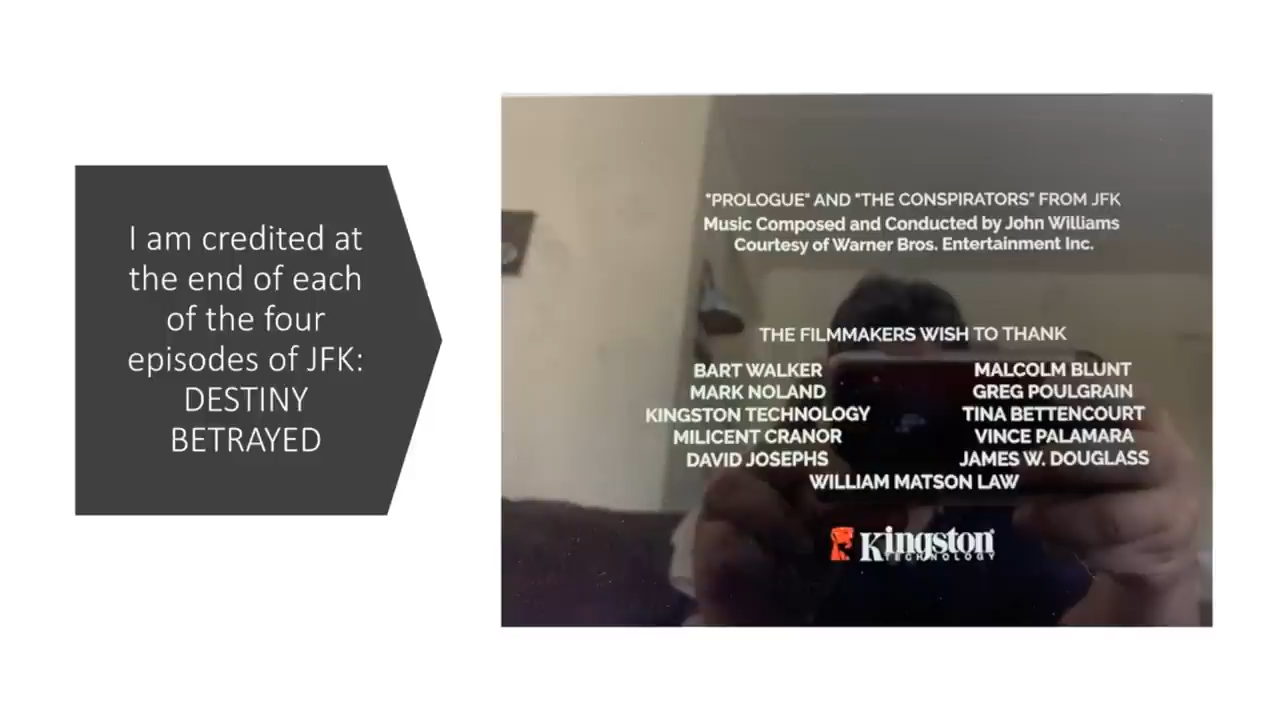 I am credited at
the end of each
of the four
episodes of JFK:
DESTINY
BETRAYED
"PROLOGUE" AND "THE CONSPIRATORS" FROM JFK
Music Composed and Conducted by John Williams
Courtesy of Warner Bros. Entertainment Inc.
THE FILMMAKERS WISH TO THANK
BART WALKER MALCOLM BLUNT
MARK NOLAND GREG POULGRAIN
KINGSTON TECHNOLOGY TINA BETTENCOURT
MILICENT CRANOR VINCE PALAMARA
DAVID JOSEPHS JAMES W. DOUGLASS
WILLIAM MATSON LAW
Kingston
TECHNOLOGY